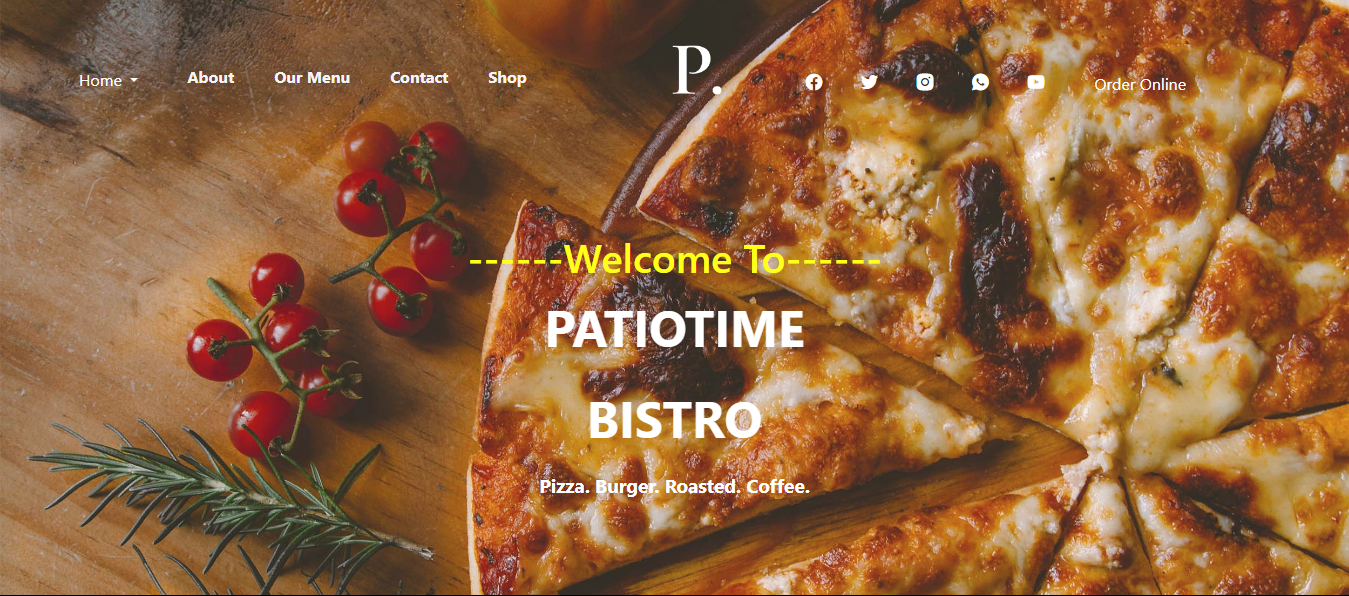 Home About Our Menu Contact Shop P. Order Online
------Welcome To------
PATIOTIME
BISTRO
Pizza. Burger. Roasted. Coffee.